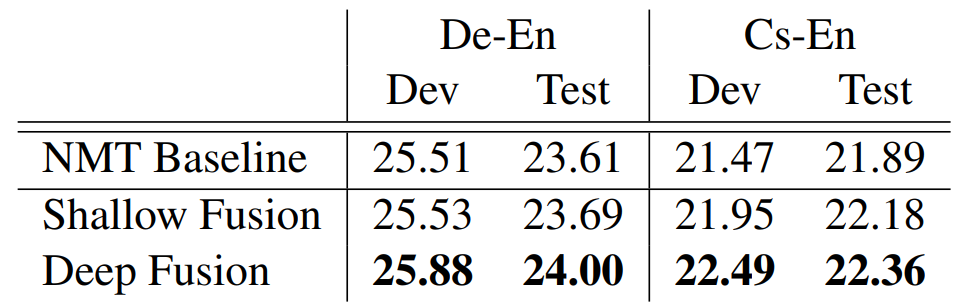 De-En Cs-En
Dev Test Dev Test
NMT Baseline 25.51 23.61 21.47 21.89
Shallow Fusion 25.53 23.69 21.95 22.18
Deep Fusion 25.88 24.00 22.49 22.36